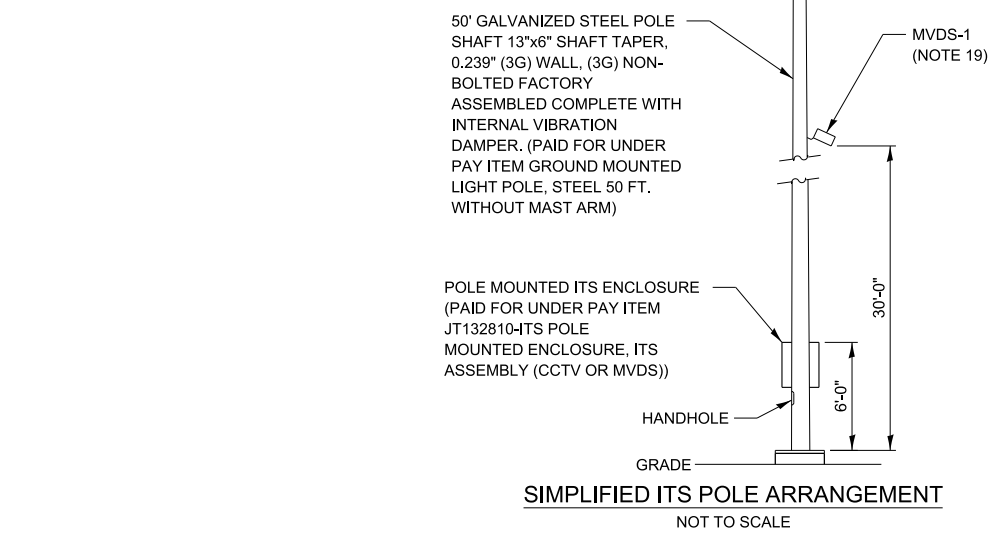 50' GALVANIZED STEEL POLE
SHAFT 13"x6" SHAFT TAPER,
0.239" (3G) WALL, (3G) NON-
BOLTED FACTORY
ASSEMBLED COMPLETE WITH
INTERNAL VIBRATION
DAMPER. (PAID FOR UNDER
PAY ITEM GROUND MOUNTED
LIGHT POLE, STEEL 50 FT.
WITHOUT MAST ARM)
MVDS-1
(NOTE 19)
POLE MOUNTED ITS ENCLOSURE
(PAID FOR UNDER PAY ITEM
JT132810-ITS POLE
MOUNTED ENCLOSURE, ITS
ASSEMBLY (CCTV OR MVDS))
30'-0"
6'-0"
HANDHOLE
GRADE
SIMPLIFIED ITS POLE ARRANGEMENT
NOT TO SCALE